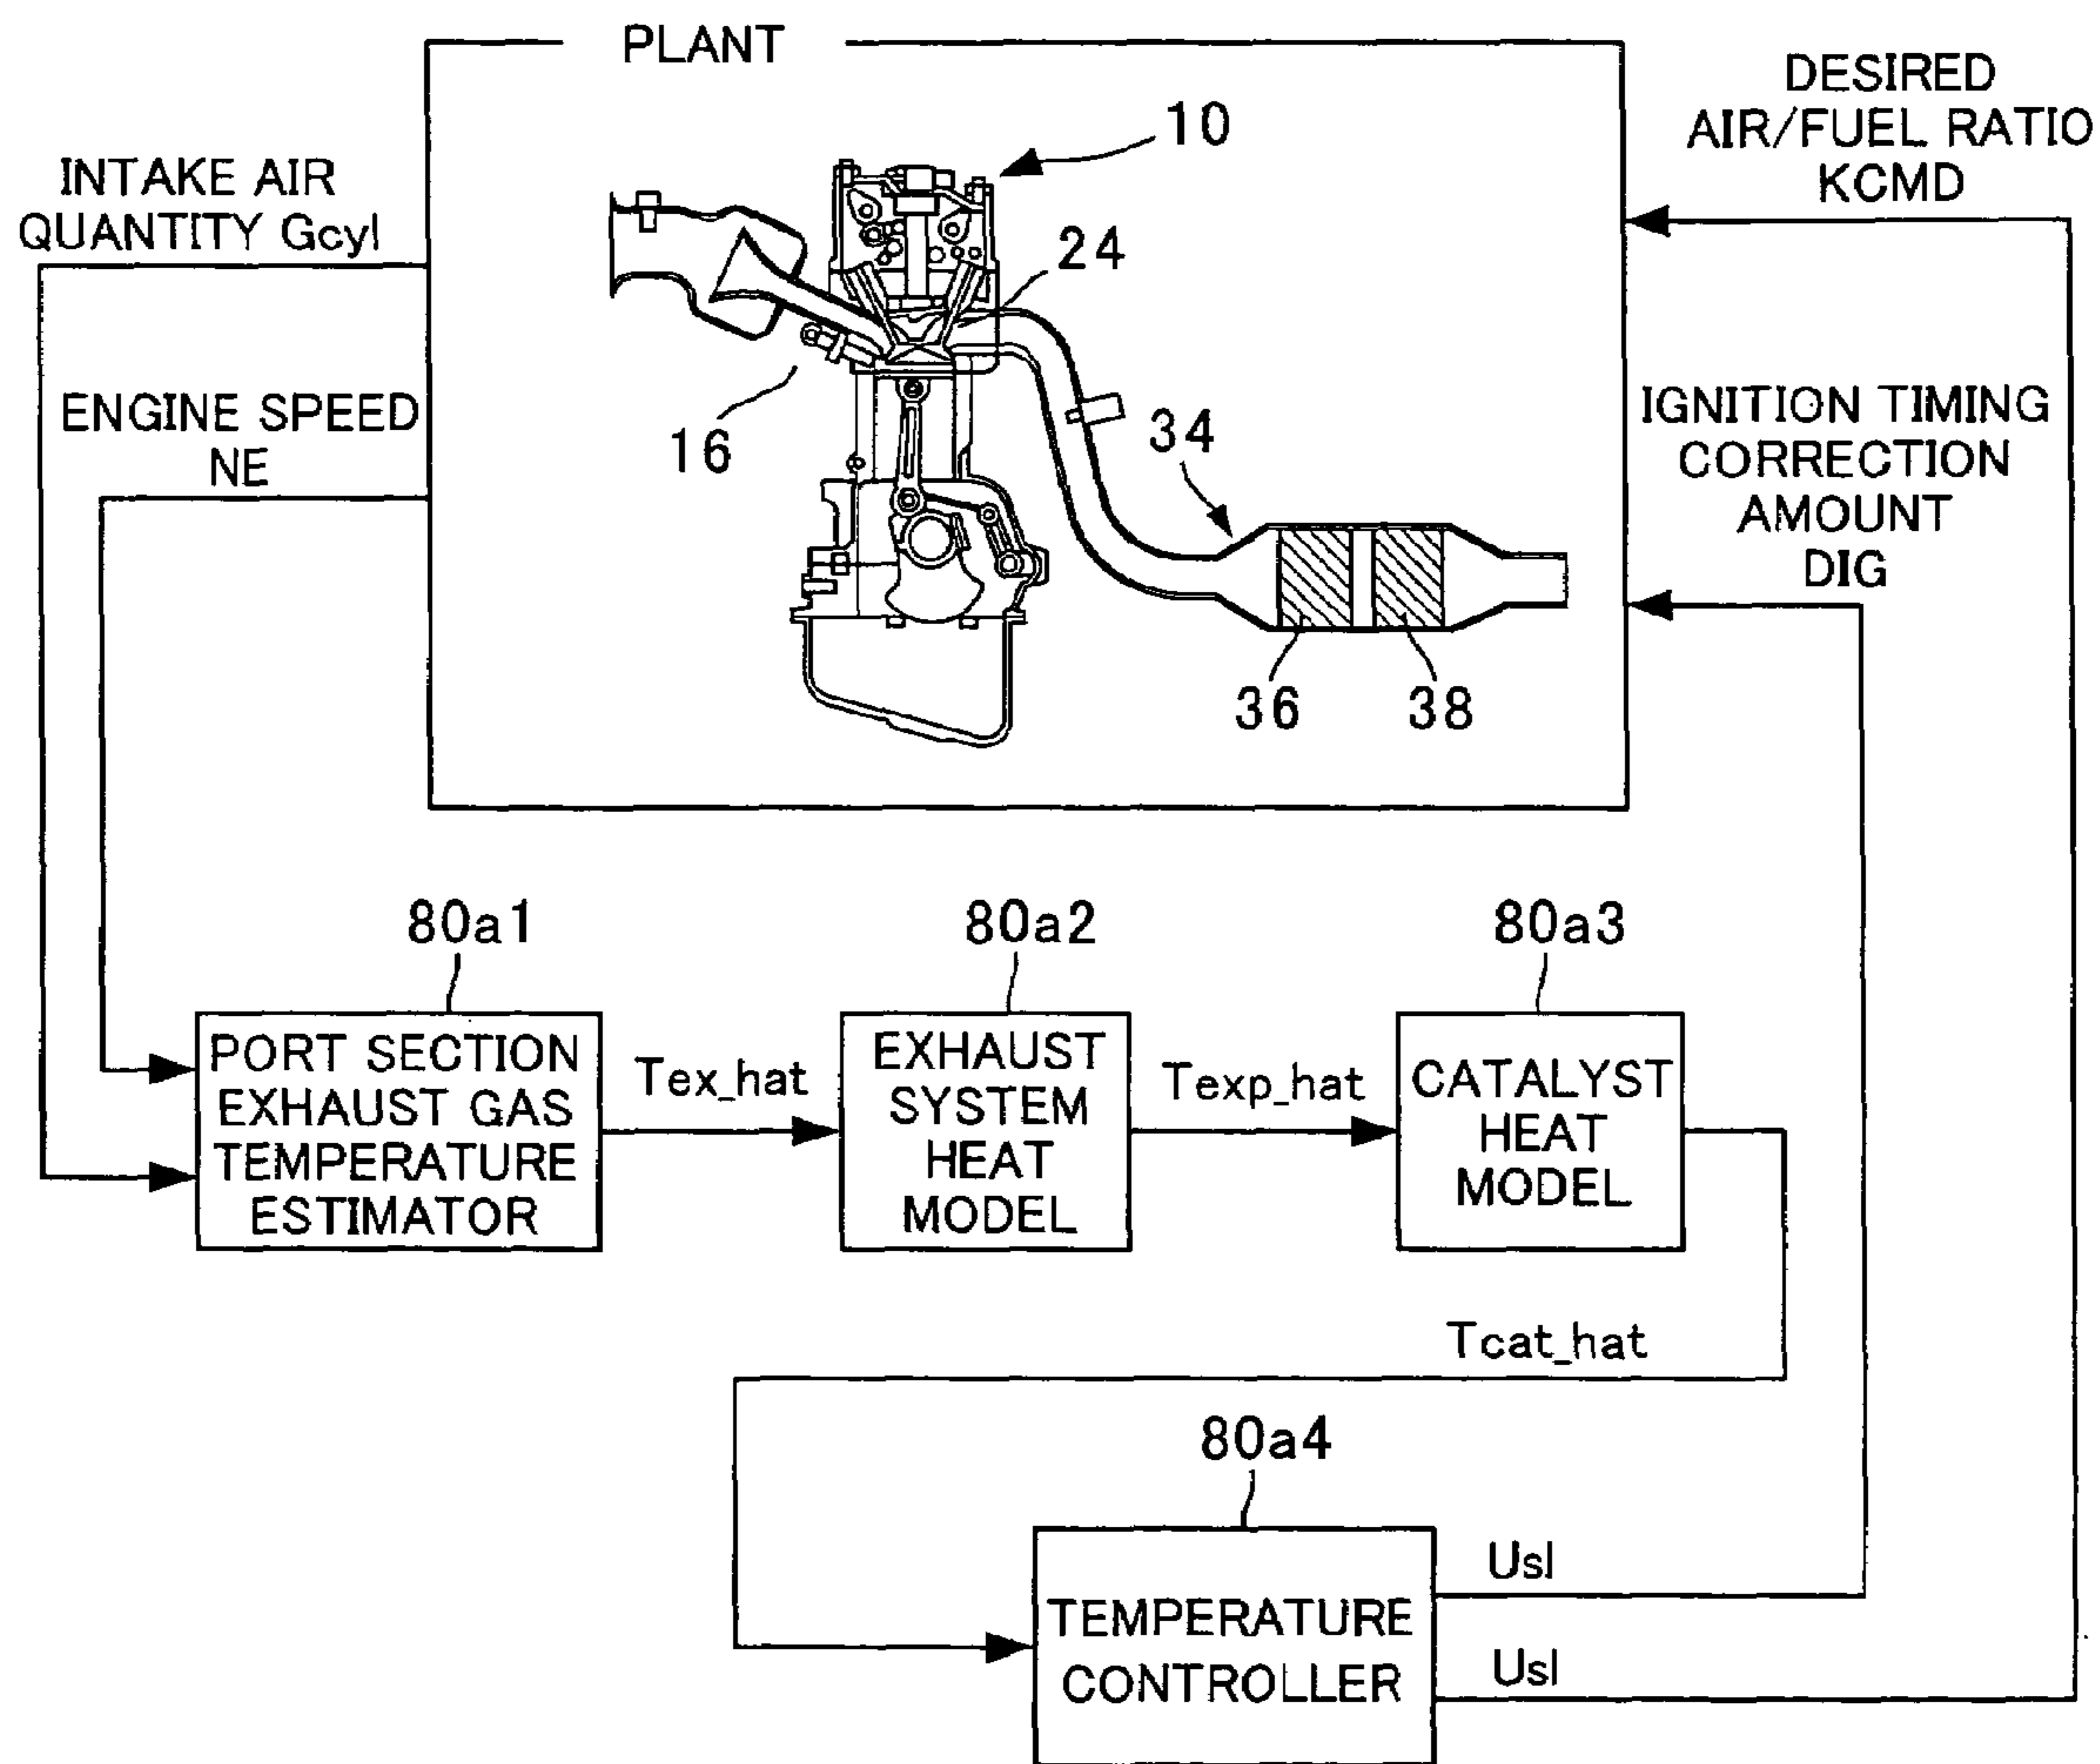 PLANT
10
DESIRED
AIR/FUEL RATIO
KCMD
INTAKE AIR
QUANTITY Gcyl
24
ENGINE SPEED
NE
16
34
IGNITION TIMING
CORRECTION
AMOUNT
DIG
36
38
80a1
80a2
80a3
PORT SECTION
EXHAUST GAS
TEMPERATURE
ESTIMATOR
Tex_hat
EXHAUST
SYSTEM
HEAT
MODEL
Texp_hat
CATALYST
HEAT
MODEL
Tcat_hat
80a4
TEMPERATURE
CONTROLLER
Usl
Usl